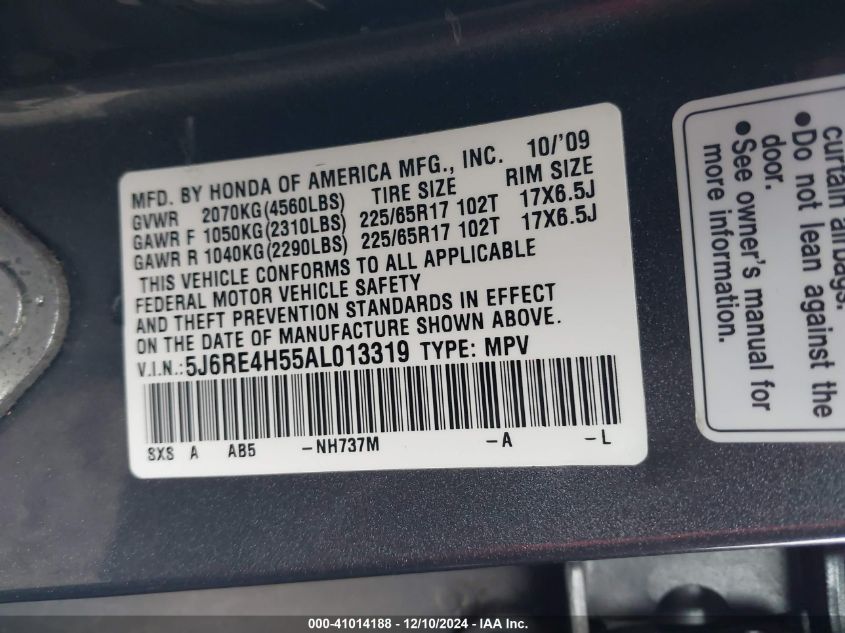 MFD. BY HONDA OF AMERICA MFG., INC. 10/'09
GVWR 2070KG(4560LBS) TIRE SIZE RIM SIZE
GAWR F 1050KG(2310LBS) 225/65R17 102T 17X6.5J
GAWR R 1040KG(2290LBS) 225/65R17 102T 17X6.5J
THIS VEHICLE CONFORMS TO ALL APPLICABLE
FEDERAL MOTOR VEHICLE SAFETY
AND THEFT PREVENTION STANDARDS IN EFFECT
ON THE DATE OF MANUFACTURE SHOWN ABOVE.
V.I.N.:5J6RE4H55AL013319 TYPE: MPV
SXS A AB5 -NH737M -A -L
curtain airbags.
•Do not lean against the
door.
•See owner's manual for
more information.
000-41014188 - 12/10/2024 - IAA Inc.